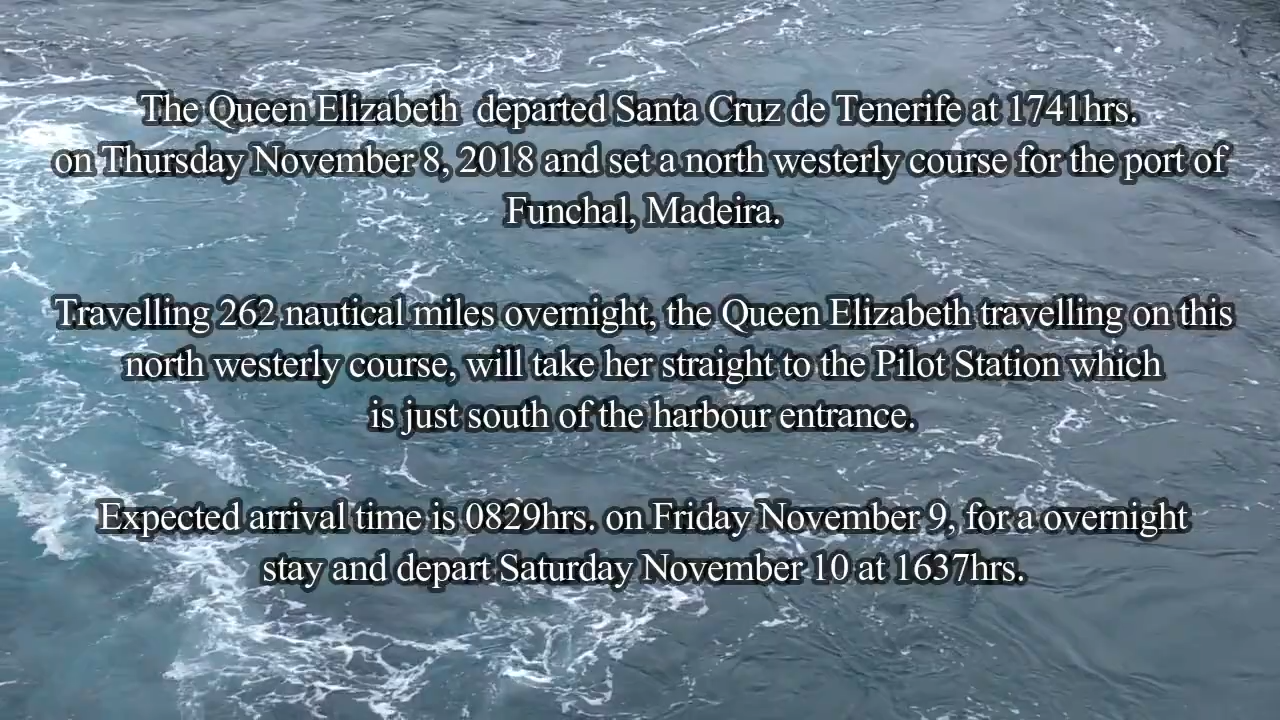 The Queen Elizabeth  departed Santa Cruz de Tenerife at 1741hrs.
on Thursday November 8, 2018 and set a north westerly course for the port of
Funchal, Madeira.
Travelling 262 nautical miles overnight, the Queen Elizabeth travelling on this
north westerly course, will take her straight to the Pilot Station which
is just south of the harbour entrance.
Expected arrival time is 0829hrs. on Friday November 9, for a overnight
stay and depart Saturday November 10 at 1637hrs.